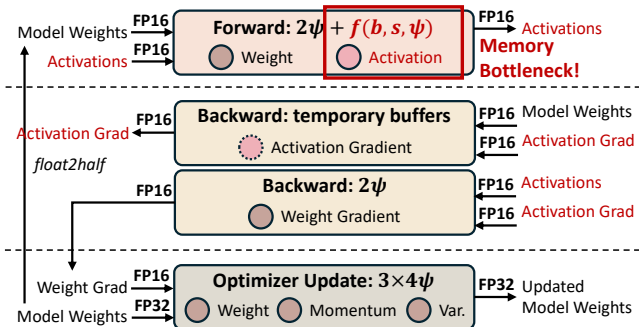 Model Weights FP16 Forward: 2ψ + f(b, s, ψ) FP16 Activations
Activations FP16 Weight Activation Memory
Bottleneck!
Backward: temporary buffers FP16 Model Weights
Activation Grad FP16 Activation Gradient FP16 Activation Grad
float2half
FP16 Backward: 2ψ FP16 Activations
Weight Gradient FP16 Activation Grad
Weight Grad FP16 Optimizer Update: 3×4ψ FP32 Updated
Model Weights FP32 Weight Momentum Var. Model Weights